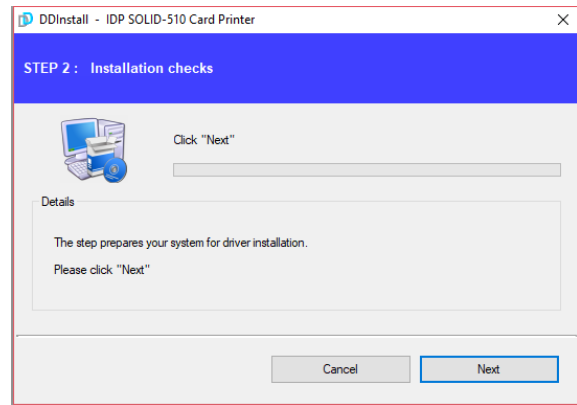 DDInstall - IDP SOLID-510 Card Printer
STEP 2 : Installation checks
Click "Next"
Details
The step prepares your system for driver installation.
Please click "Next"
Cancel Next